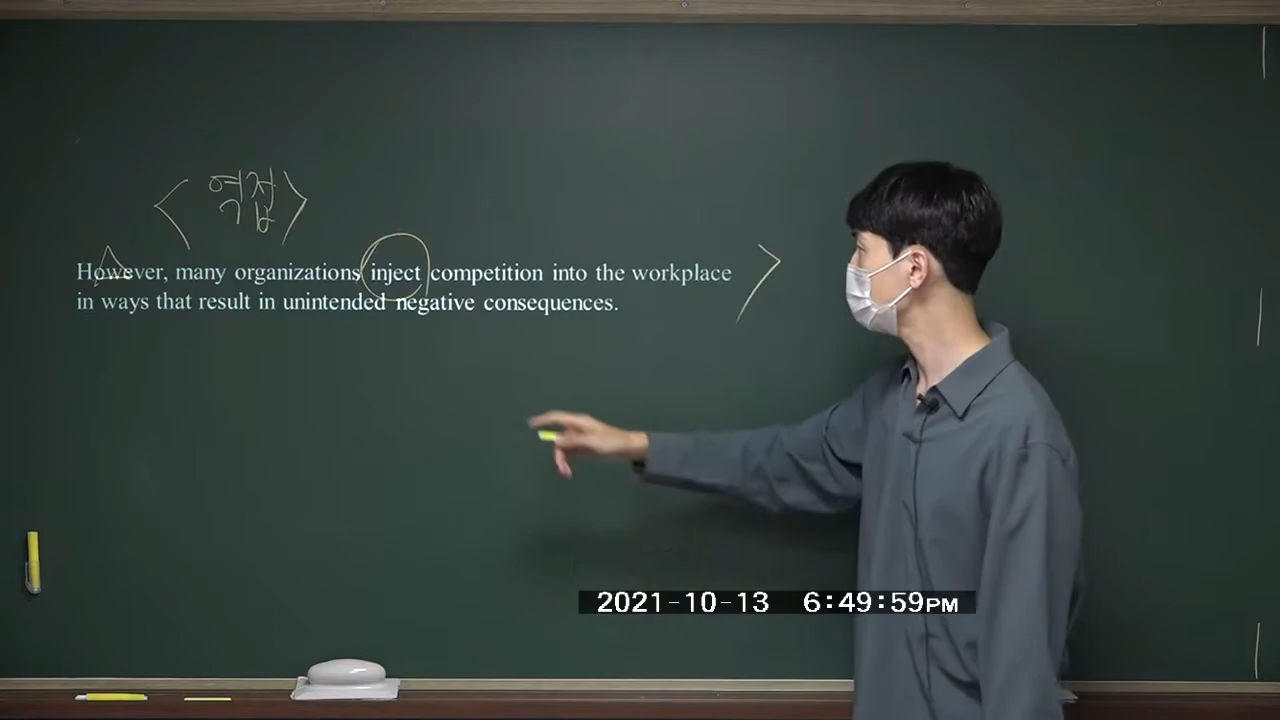 <역접>
However, many organizations inject competition into the workplace
in ways that result in unintended negative consequences.
2021-10-13 6:49:59PM